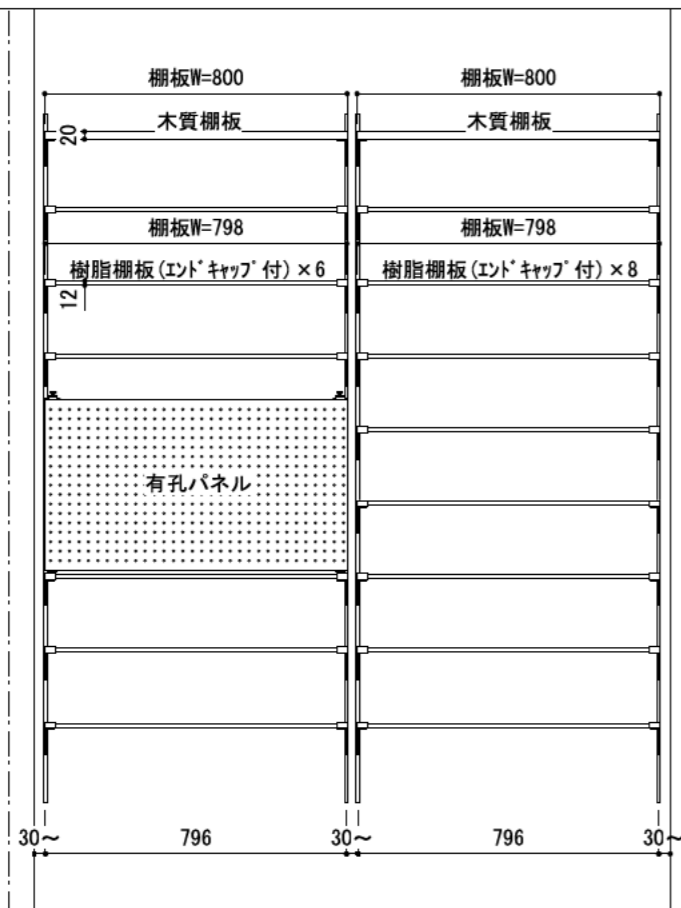 棚板W=800
棚板W=800
木質棚板
木質棚板
20
棚板W=798
棚板W=798
樹脂棚板(ｴﾝﾄﾞｷｬｯﾌﾟ付)×6
樹脂棚板(ｴﾝﾄﾞｷｬｯﾌﾟ付)×8
12
有孔パネル
30～
796
30～
796
30～